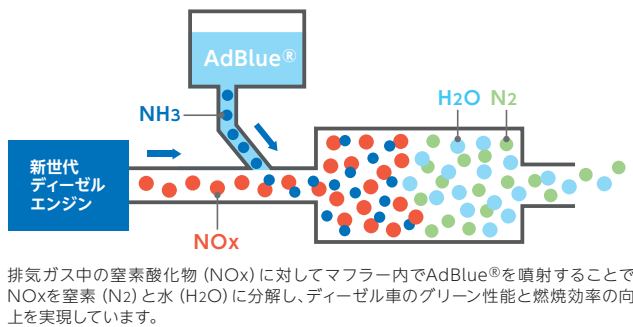 AdBlue®
NH3
H2O N2
新世代
ディーゼル
エンジン
NOx
排気ガス中の窒素酸化物 (NOx) に対してマフラー内でAdBlue®を噴射することで
NOxを窒素 (N2) と水 (H2O) に分解し、ディーゼル車のグリーン性能と燃焼効率の向
上を実現しています。